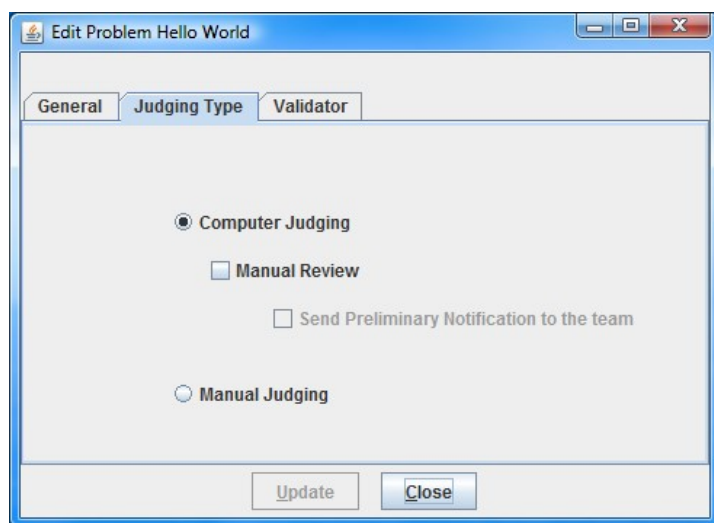 Edit Problem Hello World
General Judging Type Validator
Computer Judging
Manual Review
Send Preliminary Notification to the team
Manual Judging
Update Close